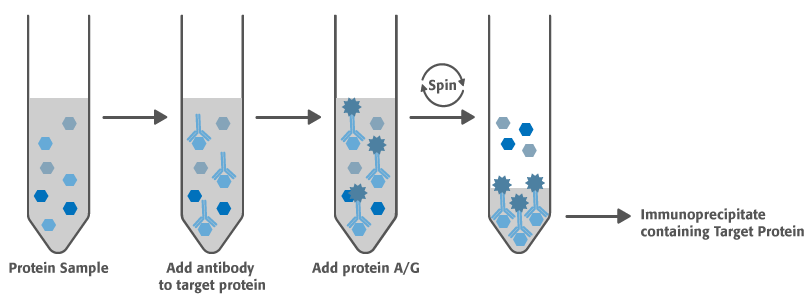 Spin
Protein Sample
Add antibody
to target protein
Add protein A/G
Immunoprecipitate
containing Target Protein